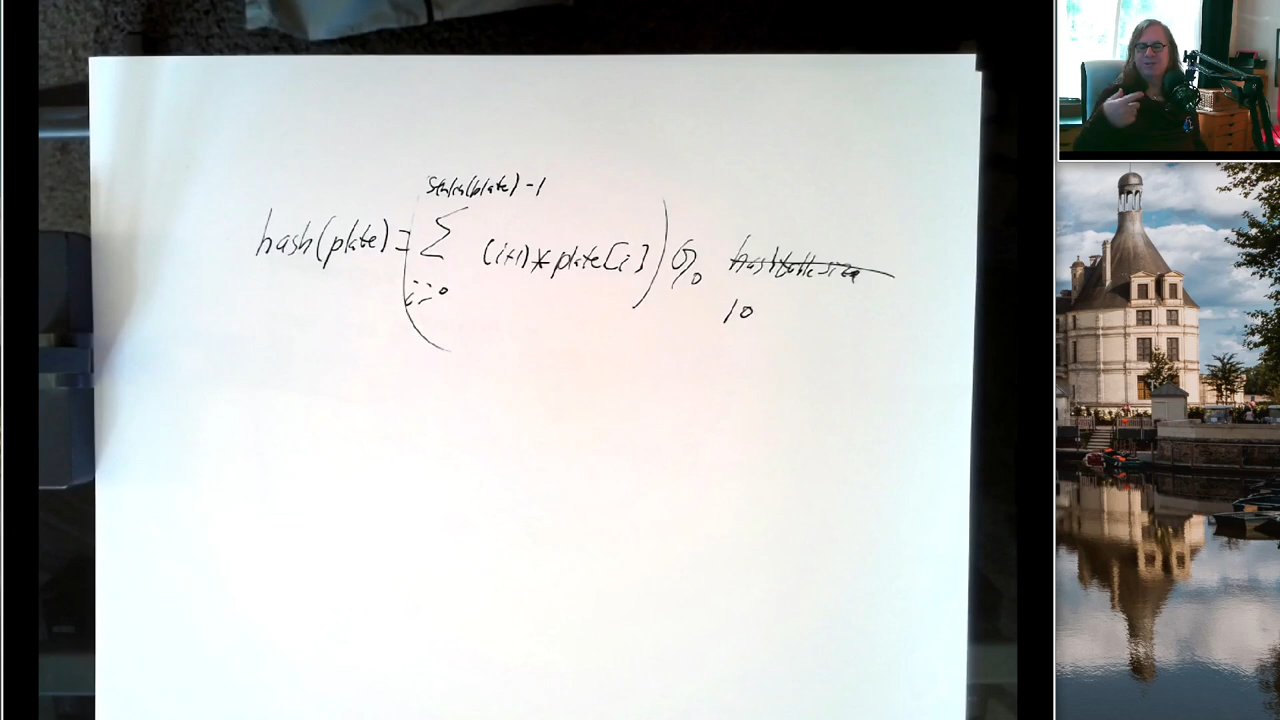 strlen(plate) - 1
hash(plate) = ( Σ (i+1) * plate[i] ) % hashtablesize
i=0
10